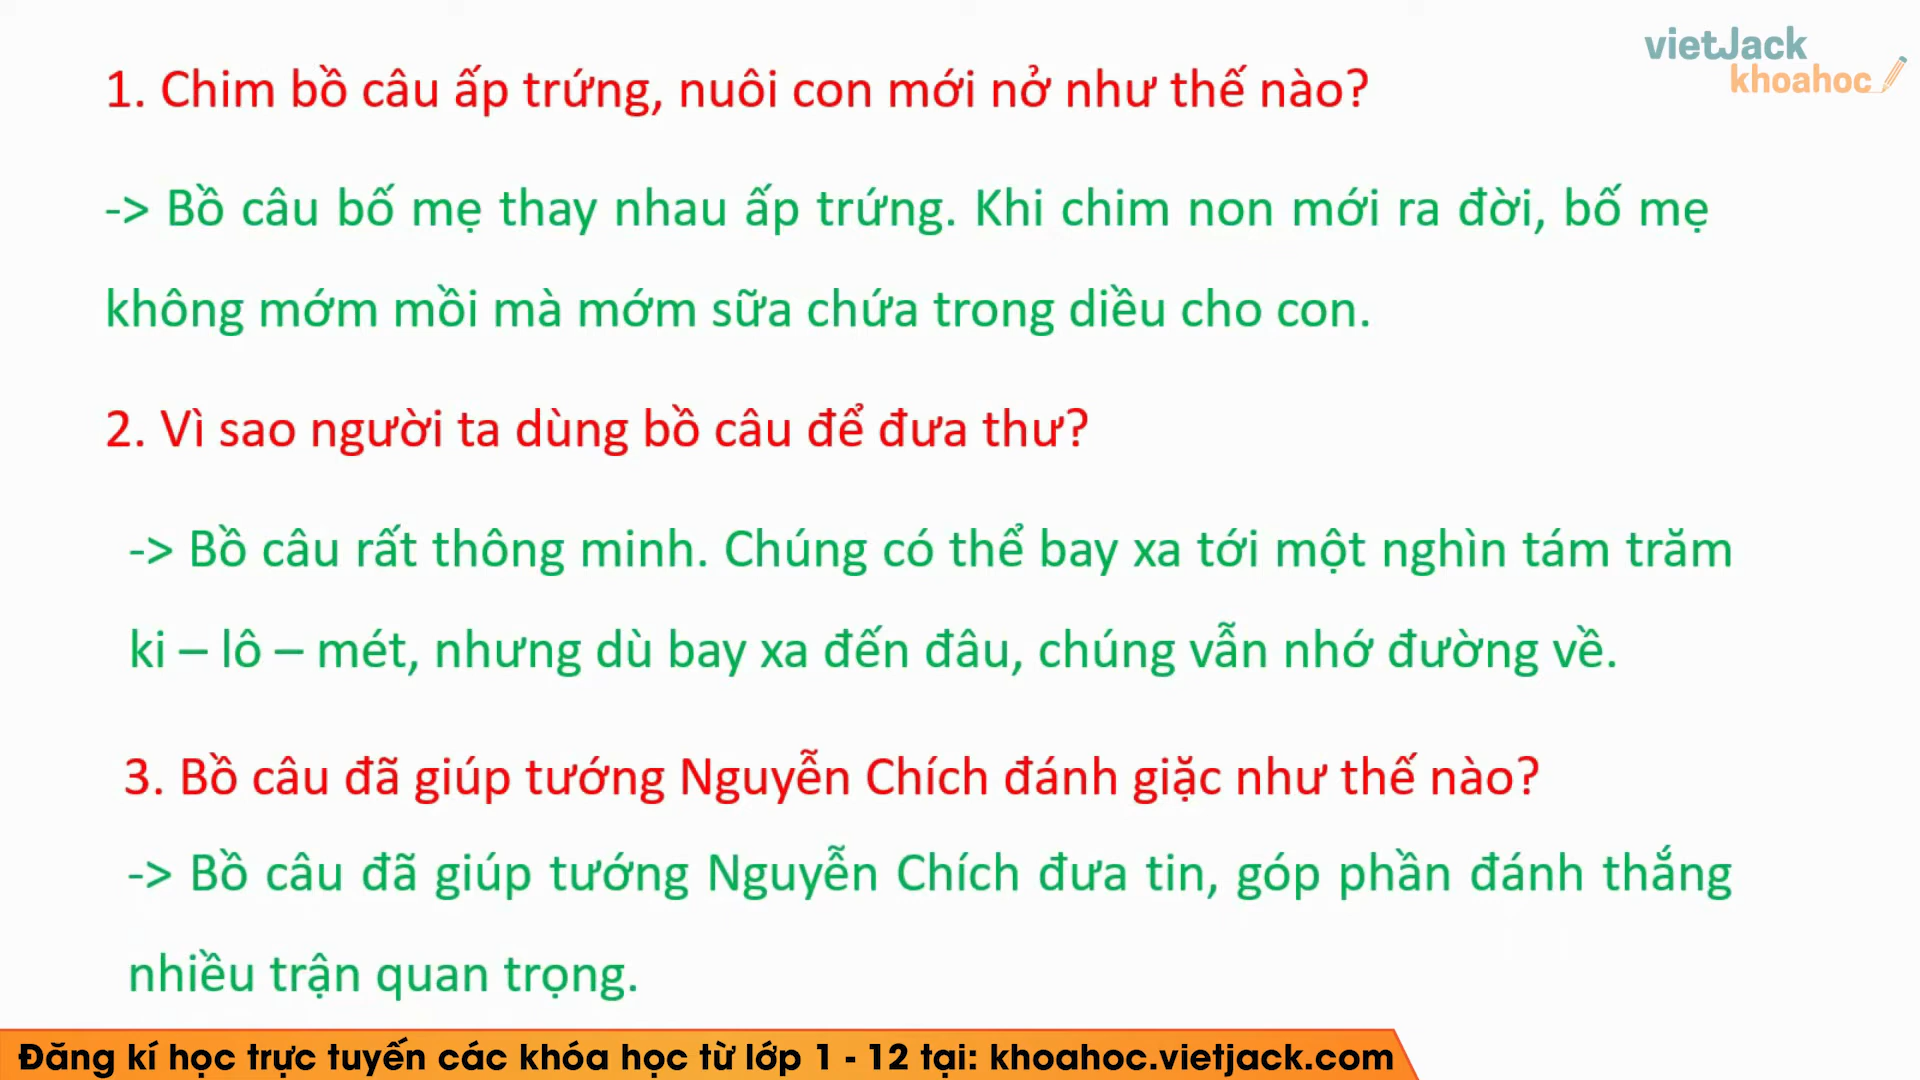 vietJack
khoahoc
1. Chim bồ câu ấp trứng, nuôi con mới nở như thế nào?
-> Bồ câu bố mẹ thay nhau ấp trứng. Khi chim non mới ra đời, bố mẹ
không mớm mồi mà mớm sữa chứa trong diều cho con.
2. Vì sao người ta dùng bồ câu để đưa thư?
-> Bồ câu rất thông minh. Chúng có thể bay xa tới một nghìn tám trăm
ki – lô – mét, nhưng dù bay xa đến đâu, chúng vẫn nhớ đường về.
3. Bồ câu đã giúp tướng Nguyễn Chích đánh giặc như thế nào?
-> Bồ câu đã giúp tướng Nguyễn Chích đưa tin, góp phần đánh thắng
nhiều trận quan trọng.
Đăng kí học trực tuyến các khóa học từ lớp 1 - 12 tại: khoahoc.vietjack.com